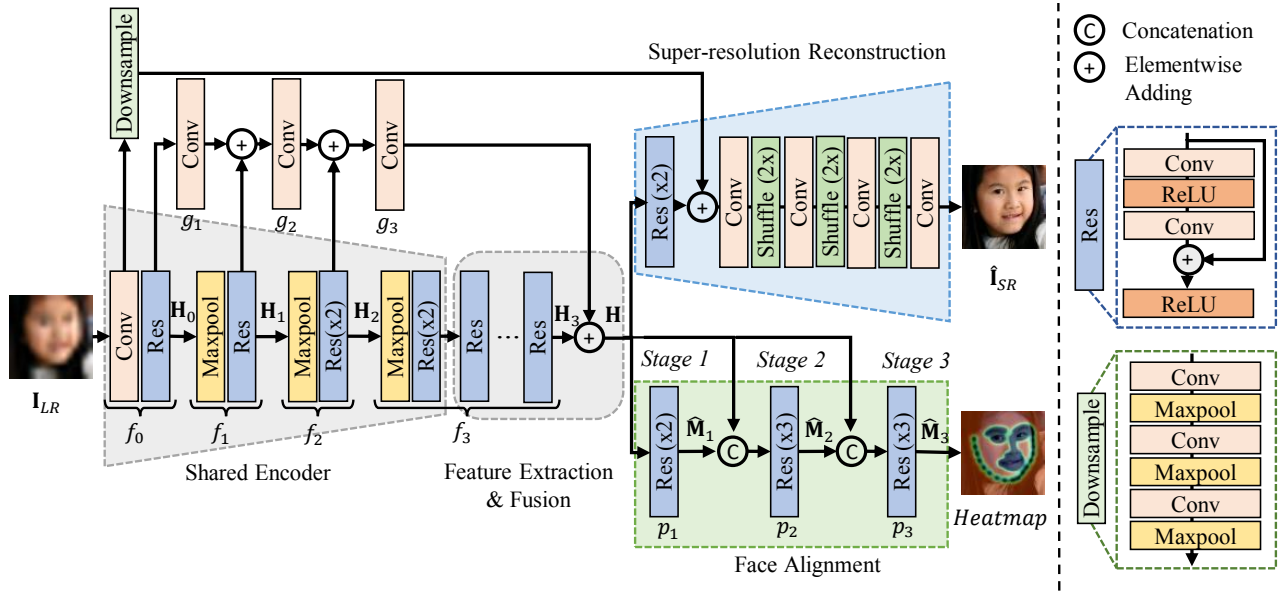 Downsample
Conv
Conv
Conv
g₁
g₂
g₃
I_LR
Conv
Res
H₀
Maxpool
Res
H₁
Maxpool
Res(x2)
H₂
Maxpool
Res(x2)
f₀
f₁
f₂
f₃
Shared Encoder
Res
...
Res
H₃
H
Feature Extraction
& Fusion
Super-resolution Reconstruction
Res (x2)
Conv
Shuffle (2x)
Conv
Shuffle (2x)
Conv
Shuffle (2x)
Conv
Î_SR
Stage 1
Stage 2
Stage 3
Res (x2)
M̂₁
C
Res (x3)
M̂₂
C
Res (x3)
M̂₃
p₁
p₂
p₃
Heatmap
Face Alignment
C Concatenation
+ Elementwise
Adding
Res
Conv
ReLU
Conv
+
ReLU
Downsample
Conv
Maxpool
Conv
Maxpool
Conv
Maxpool